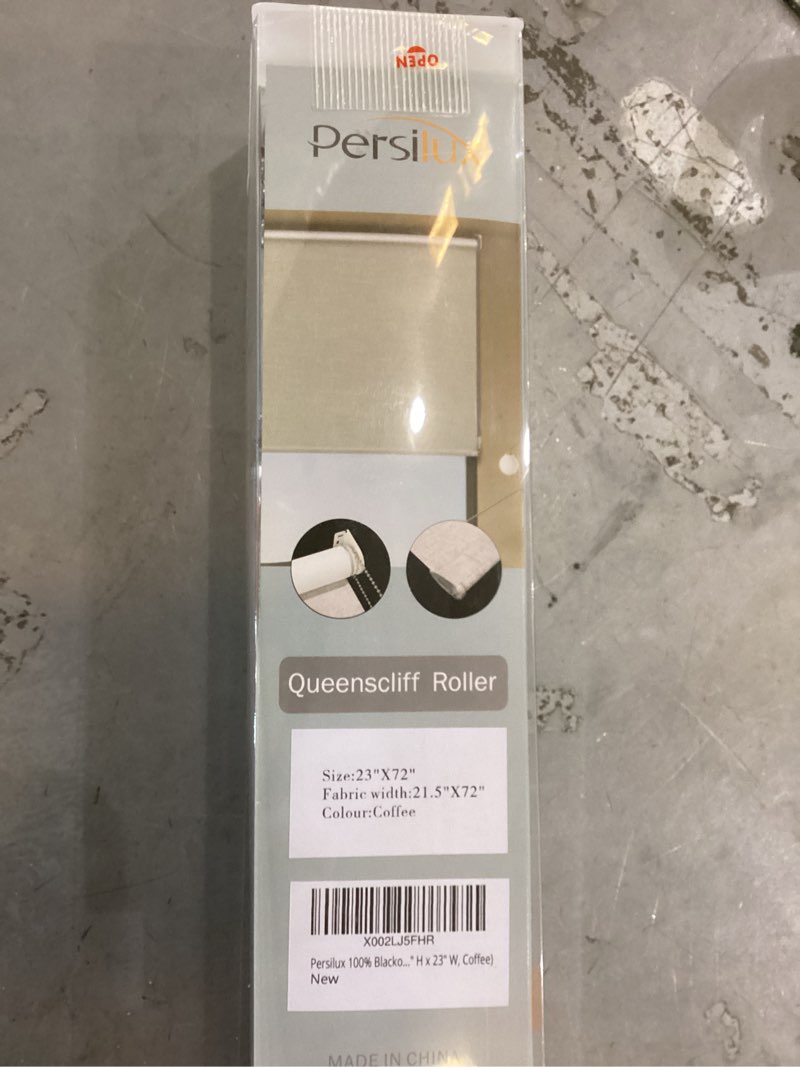 OPEN
Persilux
Queenscliff Roller
Size:23"X72"
Fabric width:21.5"X72"
Colour:Coffee
X002LJ5FHR
Persilux 100% Blacko..." H x 23" W, Coffee)
New
MADE IN CHINA